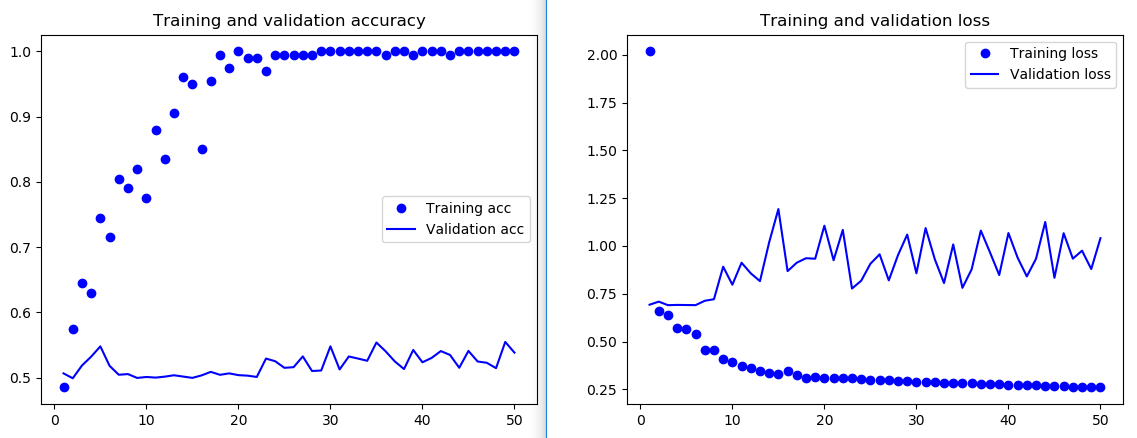 Training and validation accuracy
1.0
0.9
0.8
0.7
0.6
0.5
Training acc
Validation acc
0 10 20 30 40 50
Training and validation loss
2.00
1.75
1.50
1.25
1.00
0.75
0.50
0.25
Training loss
Validation loss
0 10 20 30 40 50